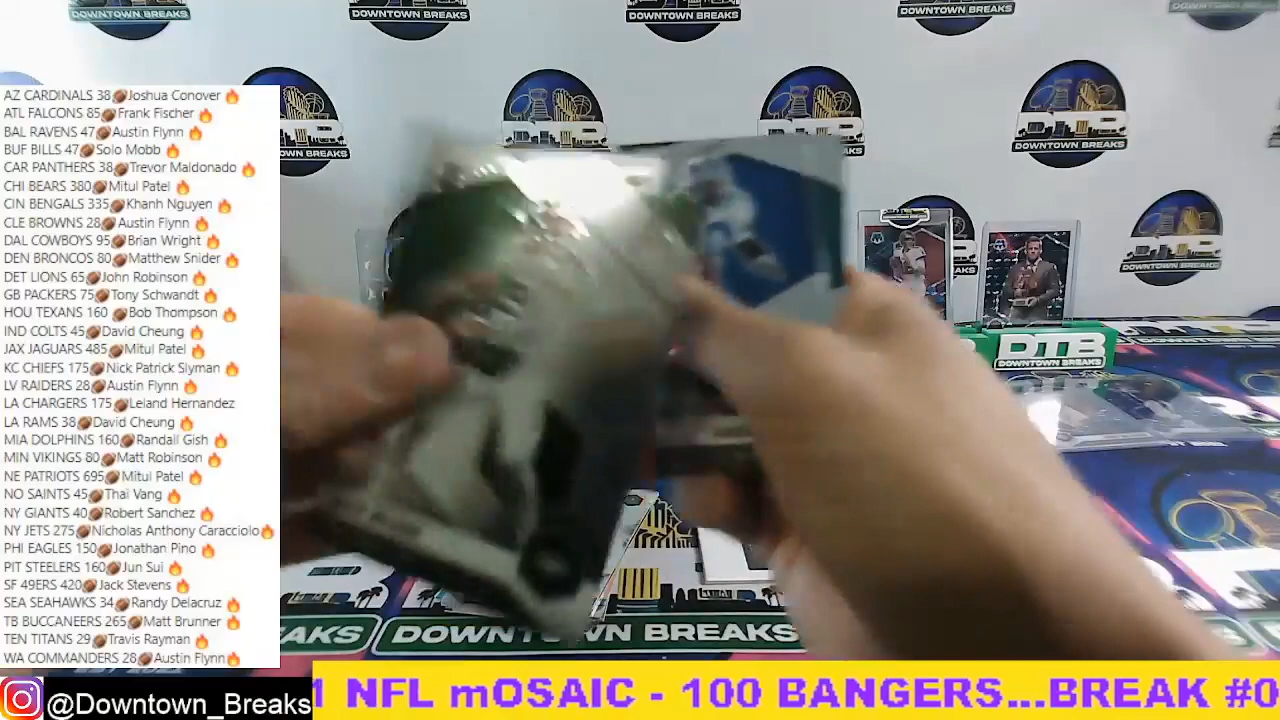 DOWNTOWN BREAKS
DOWNTOWN BREAKS
DOWNTOWN BREAKS
DOWNTOWN BREAKS
DTB
DOWNTOWN BREAKS
DTB
DOWNTOWN BREAKS
DTB
DOWNTOWN BREAKS
DTB
DOWNTOWN BREAKS
AZ CARDINALS 38🏈Joshua Conover 🔥
ATL FALCONS 85🏈Frank Fischer 🔥
BAL RAVENS 47🏈Austin Flynn 🔥
BUF BILLS 47🏈Solo Mobb 🔥
CAR PANTHERS 38🏈Trevor Maldonado 🔥
CHI BEARS 380🏈Mitul Patel 🔥
CIN BENGALS 335🏈Khanh Nguyen 🔥
CLE BROWNS 28🏈Austin Flynn 🔥
DAL COWBOYS 95🏈Brian Wright 🔥
DEN BRONCOS 80🏈Matthew Snider 🔥
DET LIONS 65🏈John Robinson 🔥
GB PACKERS 75🏈Tony Schwandt 🔥
HOU TEXANS 160 🏈Bob Thompson 🔥
IND COLTS 45🏈David Cheung 🔥
JAX JAGUARS 485🏈Mitul Patel 🔥
KC CHIEFS 175🏈Nick Patrick Slyman 🔥
LV RAIDERS 28🏈Austin Flynn 🔥
LA CHARGERS 175🏈Leland Hernandez
LA RAMS 38🏈David Cheung 🔥
MIA DOLPHINS 160🏈Randall Gish 🔥
MIN VIKINGS 80🏈Matt Robinson 🔥
NE PATRIOTS 695🏈Mitul Patel 🔥
NO SAINTS 45🏈Thai Vang 🔥
NY GIANTS 40🏈Robert Sanchez 🔥
NY JETS 275🏈Nicholas Anthony Caracciolo🔥
PHI EAGLES 150🏈Jonathan Pino 🔥
PIT STEELERS 160🏈Jun Sui 🔥
SF 49ERS 420🏈Jack Stevens 🔥
SEA SEAHAWKS 34🏈Randy Delacruz 🔥
TB BUCCANEERS 265🏈Matt Brunner 🔥
TEN TITANS 29🏈Travis Rayman 🔥
WA COMMANDERS 28🏈Austin Flynn🔥
DTB
DOWNTOWN BREAKS
DTB
DOWNTOWN BREAKS
BREAKS
DOWNTOWN BREAKS
@Downtown_Breaks
1 NFL mOSAIC - 100 BANGERS...BREAK #0